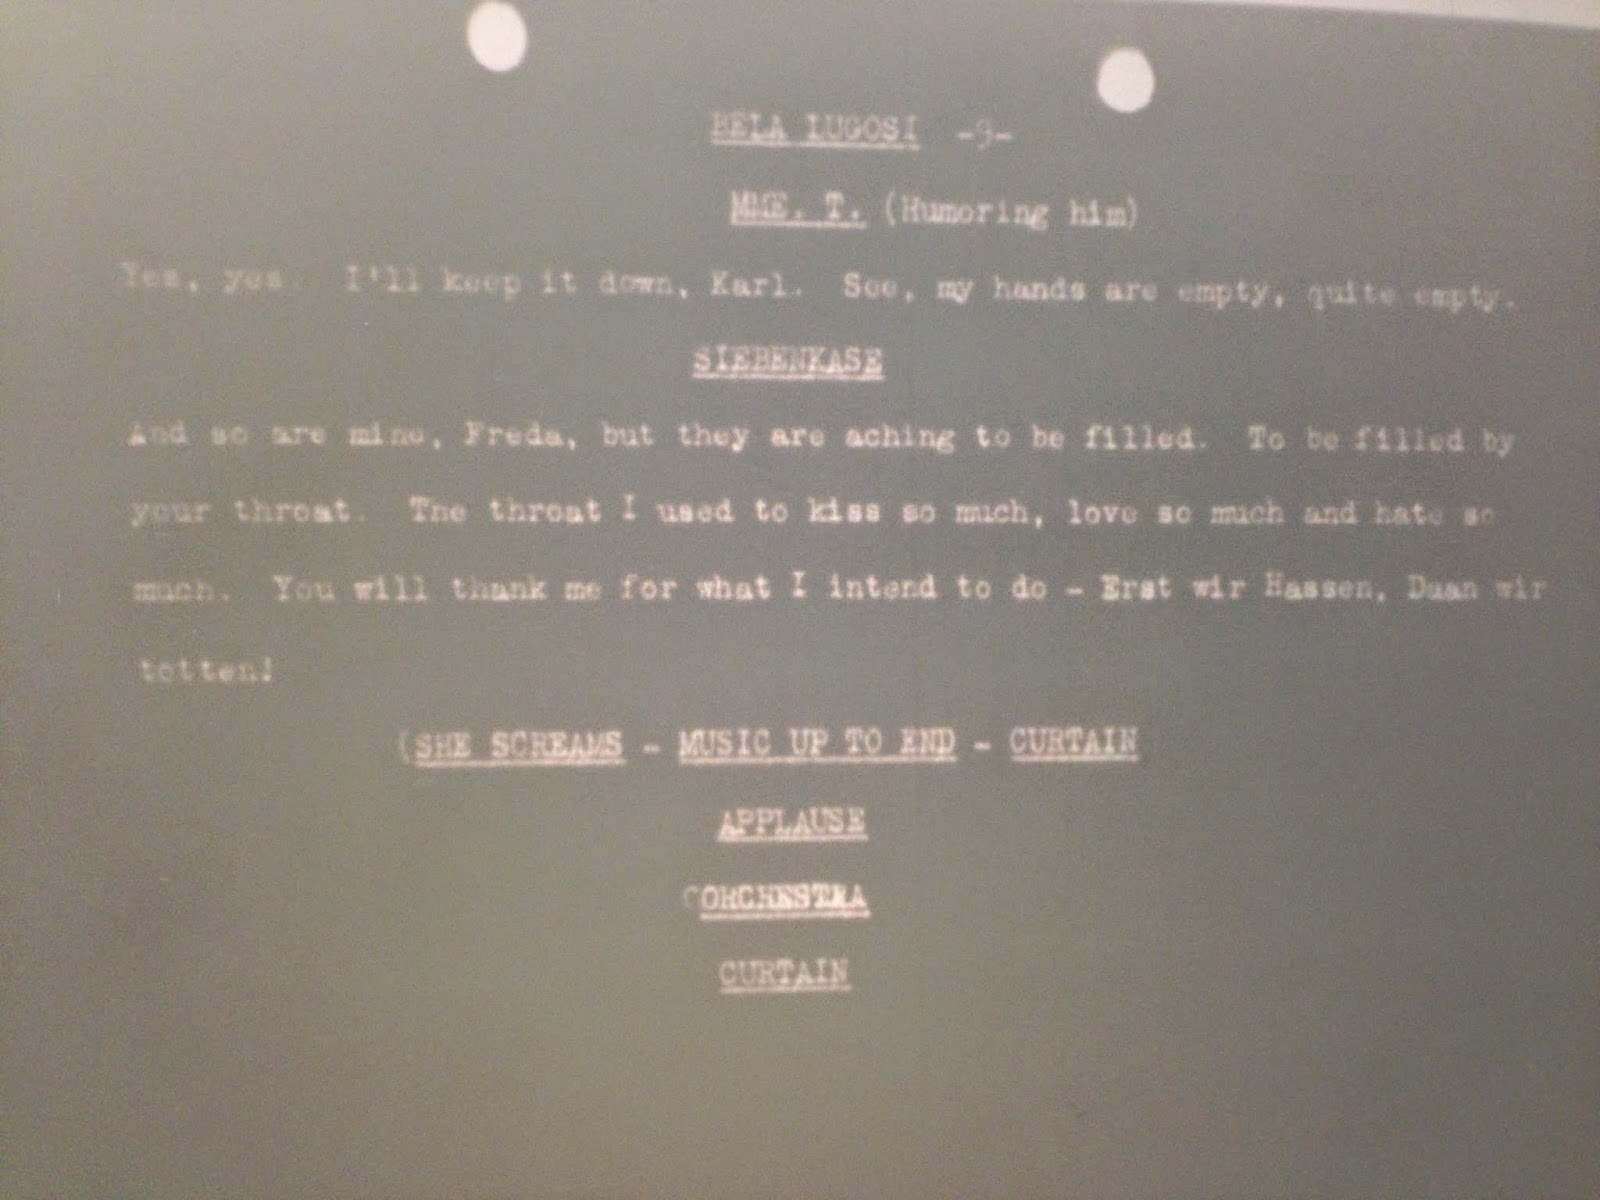 BELA LUGOSI -9-
MME. T. (Humoring him)
Yes, yes. I'll keep it down, Karl. See, my hands are empty, quite empty.
SIEBENKASE
And so are mine, Freda, but they are aching to be filled. To be filled by
your throat. The throat I used to kiss so much, love so much and hate so
much. You will thank me for what I intend to do - Erst wir Hassen, Duan wir
totten!
(SHE SCREAMS - MUSIC UP TO END - CURTAIN
APPLAUSE
(ORCHESTRA
CURTAIN